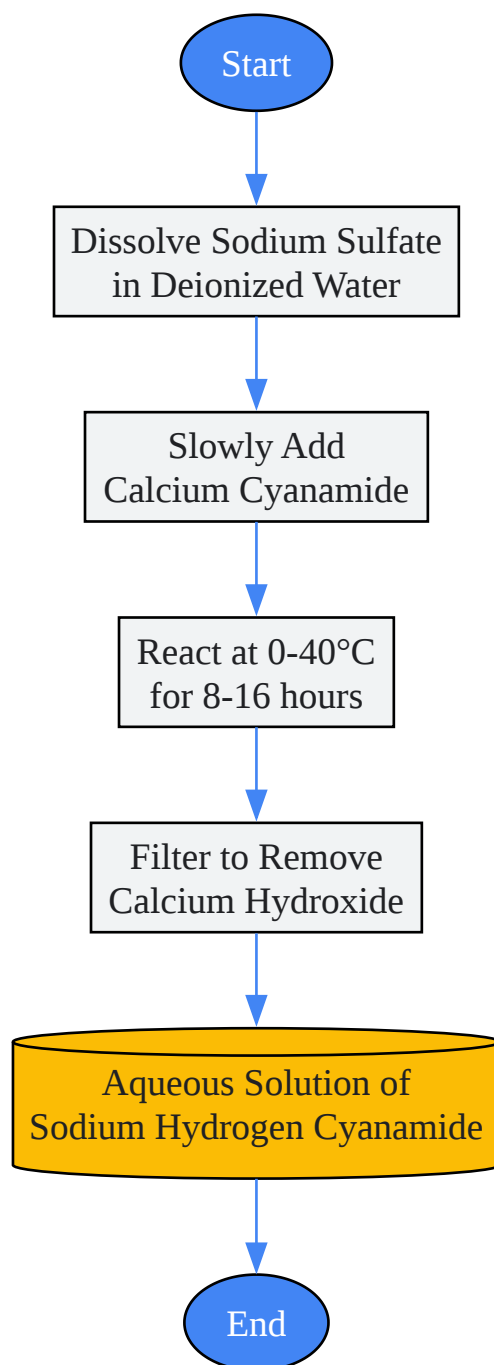 Start
Dissolve Sodium Sulfate
in Deionized Water
Slowly Add
Calcium Cyanamide
React at 0-40°C
for 8-16 hours
Filter to Remove
Calcium Hydroxide
Aqueous Solution of
Sodium Hydrogen Cyanamide
End